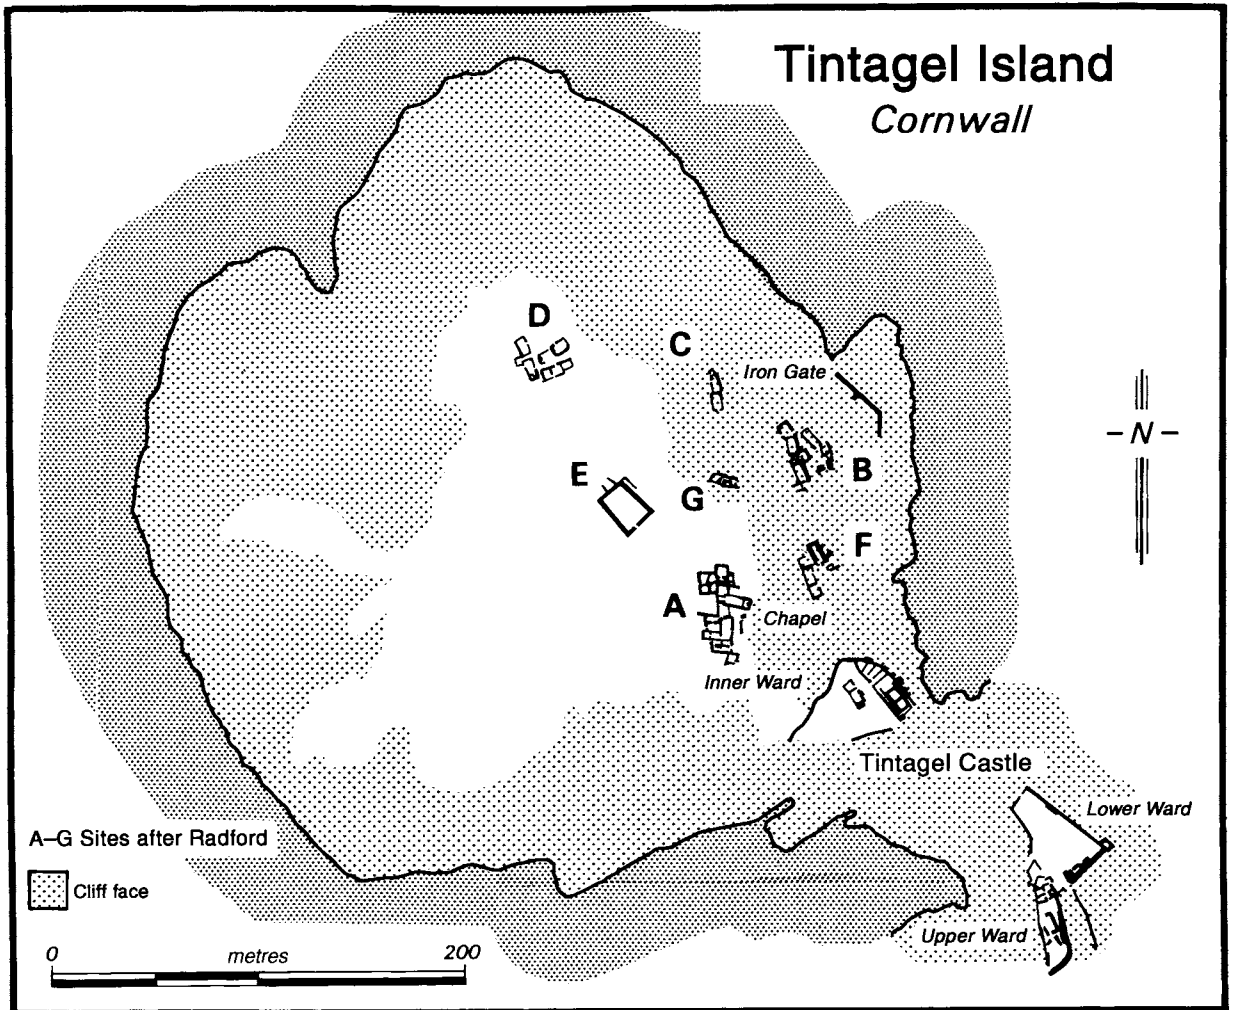 Tintagel Island
Cornwall
D
C
Iron Gate
N
E
G
B
F
A
Chapel
Inner Ward
Tintagel Castle
Lower Ward
A–G Sites after Radford
Cliff face
Upper Ward
0 metres 200